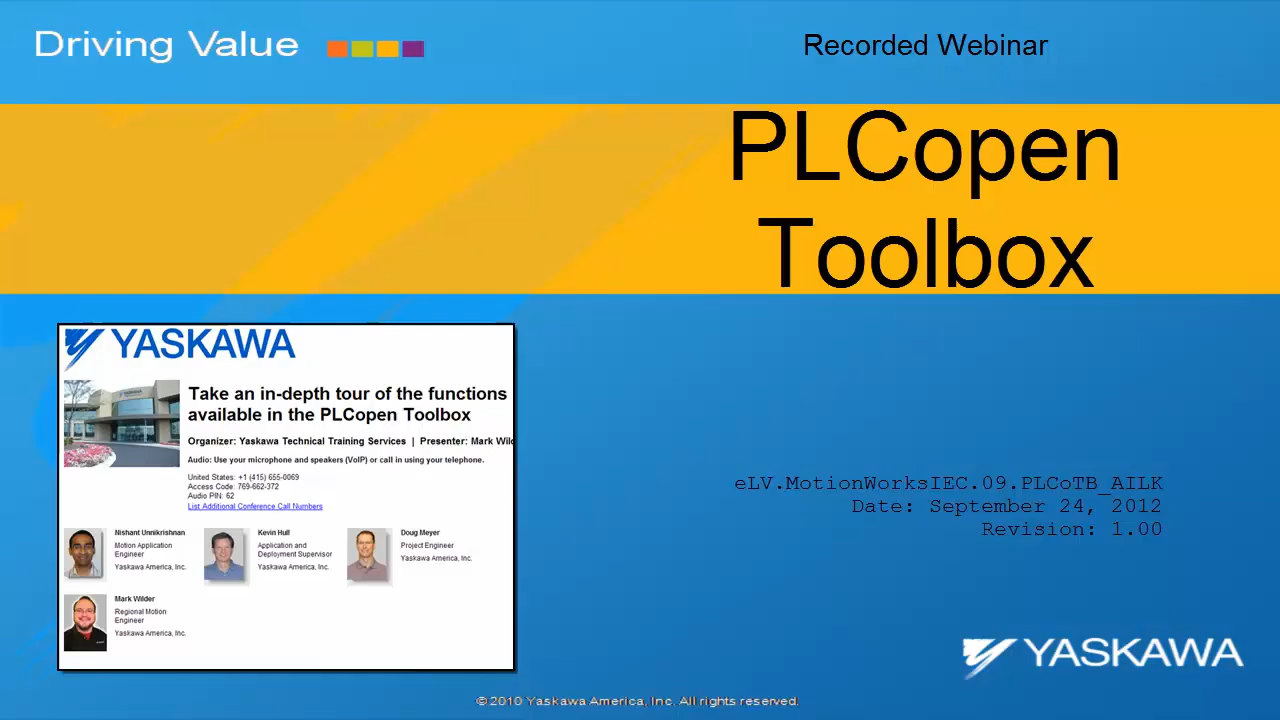 Driving Value
Recorded Webinar
PLCopen
Toolbox
YASKAWA
Take an in-depth tour of the functions
available in the PLCopen Toolbox
Organizer: Yaskawa Technical Training Services | Presenter: Mark
Audio: Use your microphone and speakers (VoIP) or call in using your telephone.
United States: +1 (415) 655-0069
Access Code: 769-662-372
Audio PIN: 62
List Additional Conference Call Numbers
Nishant Unnikrishnan
Motion Application
Engineer
Yaskawa America, Inc.
Kevin Hull
Application and
Deployment Supervisor
Yaskawa America, Inc.
Doug Meyer
Project Engineer
Yaskawa America, Inc.
Mark Wilder
Regional Motion
Engineer
Yaskawa America, Inc.
eLV.MotionWorksIEC.09.PLCoTB_AILK
Date: September 24, 2012
Revision: 1.00
YASKAWA
© 2010 Yaskawa America, Inc. All rights reserved.